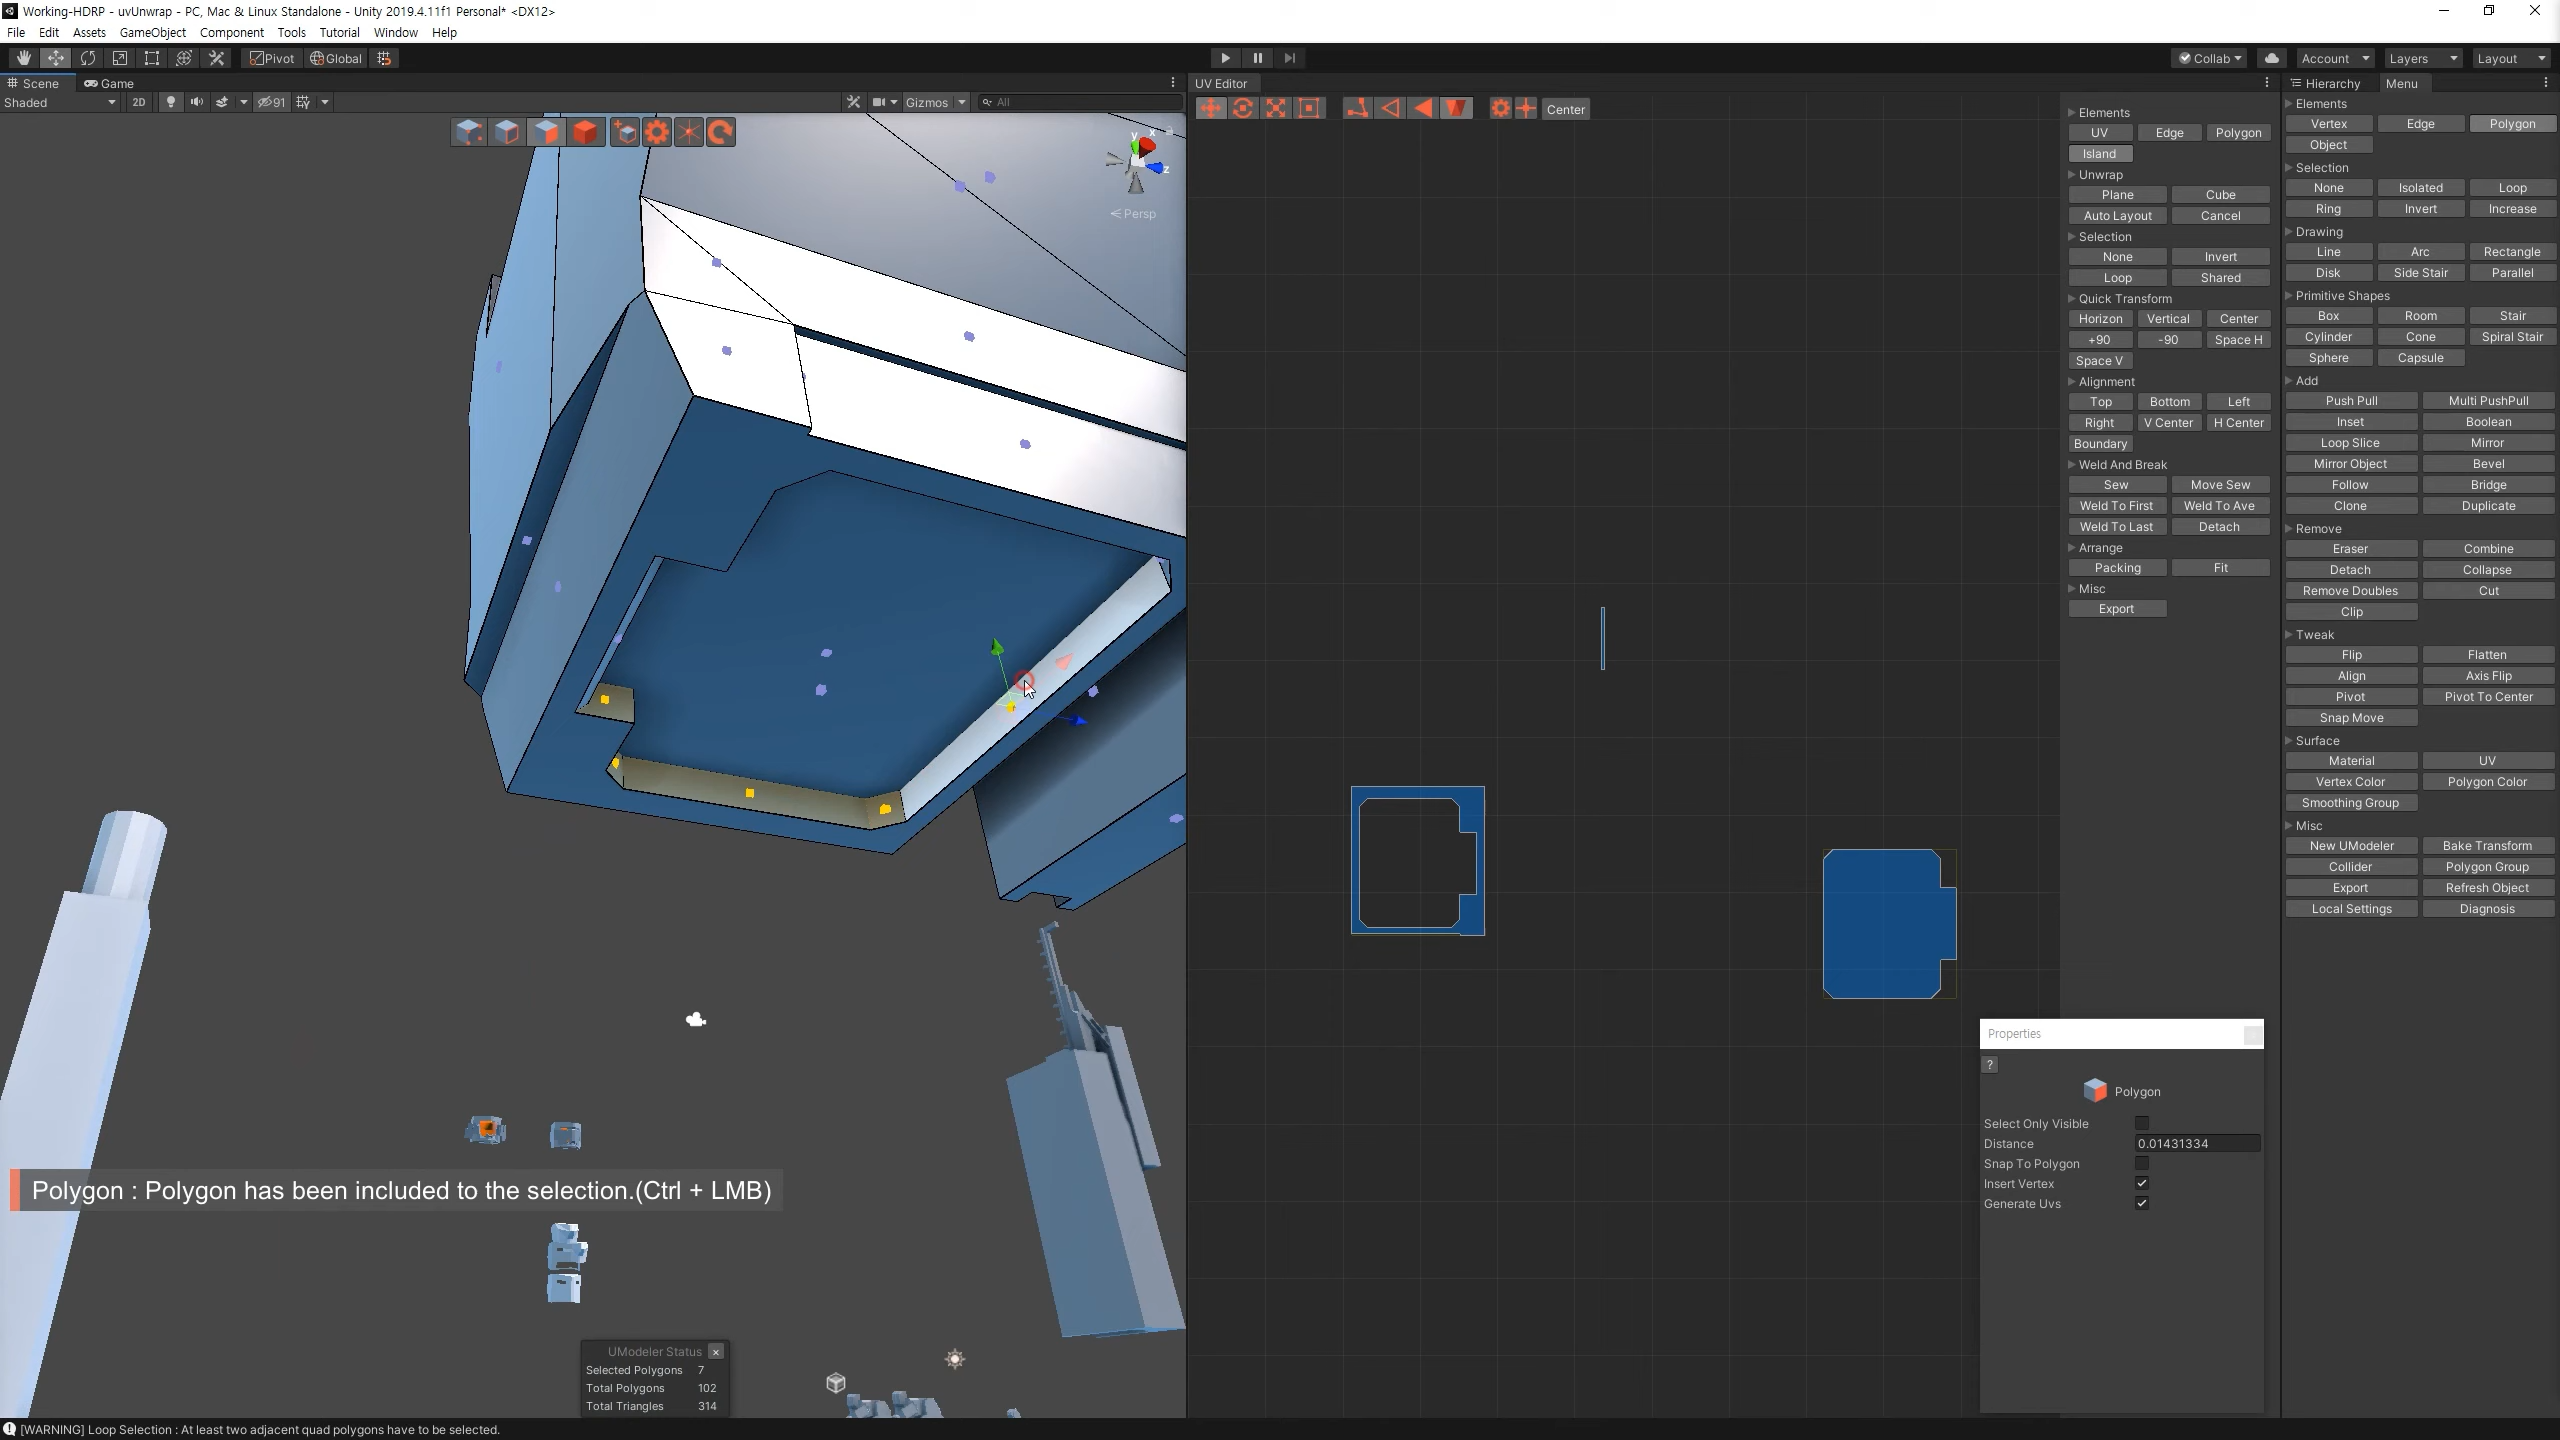 Working-HDRP - uvUnwrap - PC, Mac & Linux Standalone - Unity 2019.4.11f1 Personal* <DX12>
File Edit Assets GameObject Component Tools Tutorial Window Help
Pivot Global Collab Account Layers Layout
Scene Game
Shaded 2D 91 Gizmos All
y x z
Persp
UV Editor
Center
Elements
UV Edge Polygon
Island
Unwrap
Plane Cube
Auto Layout Cancel
Selection
None Invert
Loop Shared
Quick Transform
Horizon Vertical Center
+90 -90 Space H
Space V
Alignment
Top Bottom Left
Right V Center H Center
Boundary
Weld And Break
Sew Move Sew
Weld To First Weld To Ave
Weld To Last Detach
Arrange
Packing Fit
Misc
Export
Hierarchy Menu
Elements
Vertex Edge Polygon
Object
Selection
None Isolated Loop
Ring Invert Increase
Drawing
Line Arc Rectangle
Disk Side Stair Parallel
Primitive Shapes
Box Room Stair
Cylinder Cone Spiral Stair
Sphere Capsule
Add
Push Pull Multi PushPull
Inset Boolean
Loop Slice Mirror
Mirror Object Bevel
Follow Bridge
Clone Duplicate
Remove
Eraser Combine
Detach Collapse
Remove Doubles Cut
Clip
Tweak
Flip Flatten
Align Axis Flip
Pivot Pivot To Center
Snap Move
Surface
Material UV
Vertex Color Polygon Color
Smoothing Group
Misc
New UModeler Bake Transform
Collider Polygon Group
Export Refresh Object
Local Settings Diagnosis
Properties
?
Polygon
Select Only Visible
Distance 0.01431334
Snap To Polygon
Insert Vertex
Generate Uvs
Polygon : Polygon has been included to the selection.(Ctrl + LMB)
UModeler Status
Selected Polygons 7
Total Polygons 102
Total Triangles 314
[WARNING] Loop Selection : At least two adjacent quad polygons have to be selected.